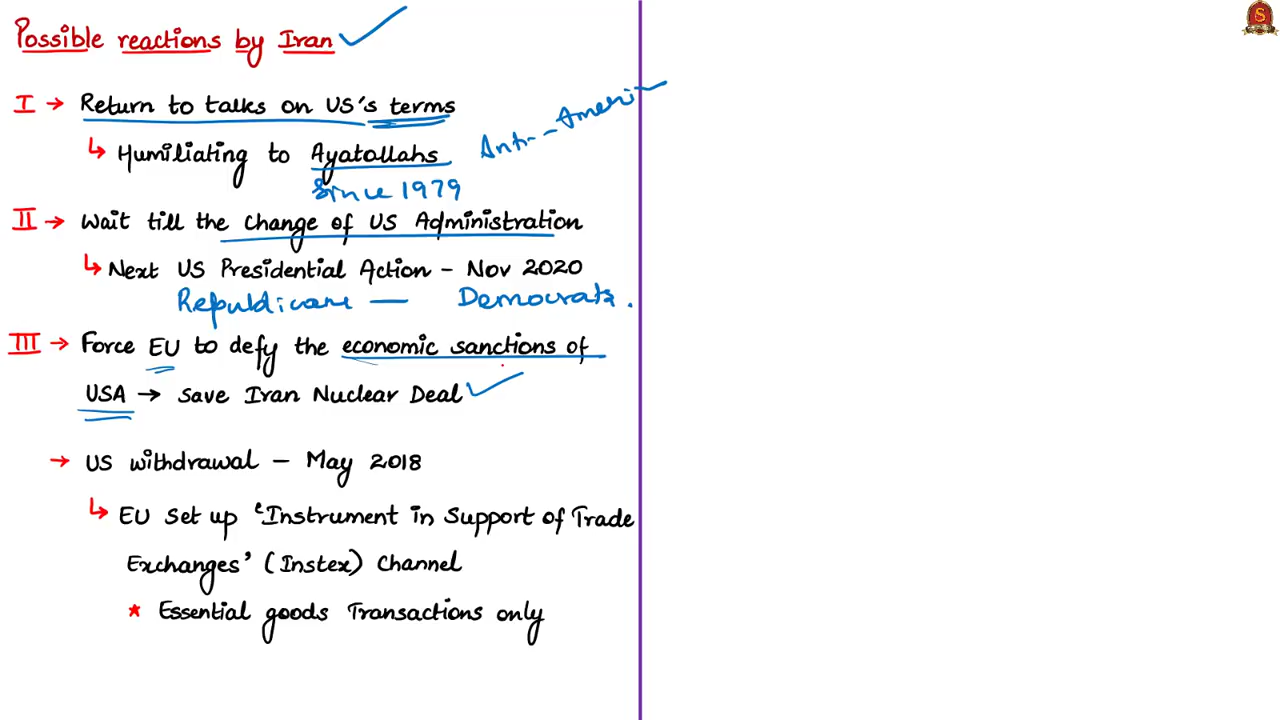 Possible reactions by Iran
I → Return to talks on US's terms
↳ Humiliating to Ayatollahs
Anti-Ameri
Since 1979
II → Wait till the change of US Administration
↳ Next US Presidential Action - Nov 2020
Republicans — Democrats.
III → Force EU to defy the economic sanctions of
USA → save Iran Nuclear Deal
→ US withdrawal - May 2018
↳ EU set up 'Instrument in Support of Trade
Exchanges' (Instex) Channel
* Essential goods Transactions only
S